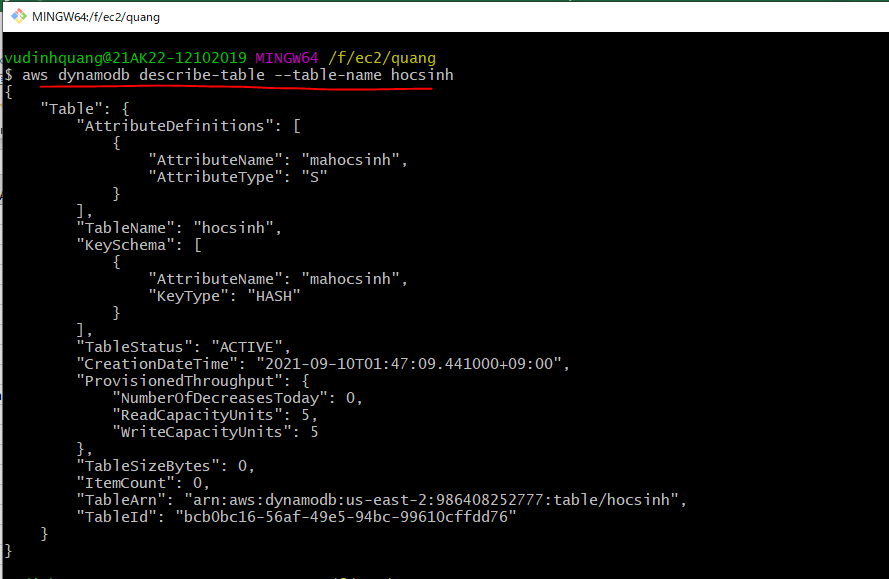 MINGW64:/f/ec2/quang
vudinhquang@21AK22-12102019 MINGW64 /f/ec2/quang
$ aws dynamodb describe-table --table-name hocsinh
{
    "Table": {
        "AttributeDefinitions": [
            {
                "AttributeName": "mahocsinh",
                "AttributeType": "S"
            }
        ],
        "TableName": "hocsinh",
        "KeySchema": [
            {
                "AttributeName": "mahocsinh",
                "KeyType": "HASH"
            }
        ],
        "TableStatus": "ACTIVE",
        "CreationDateTime": "2021-09-10T01:47:09.441000+09:00",
        "ProvisionedThroughput": {
            "NumberOfDecreasesToday": 0,
            "ReadCapacityUnits": 5,
            "WriteCapacityUnits": 5
        },
        "TableSizeBytes": 0,
        "ItemCount": 0,
        "TableArn": "arn:aws:dynamodb:us-east-2:986408252777:table/hocsinh",
        "TableId": "bcb0bc16-56af-49e5-94bc-99610cffdd76"
    }
}